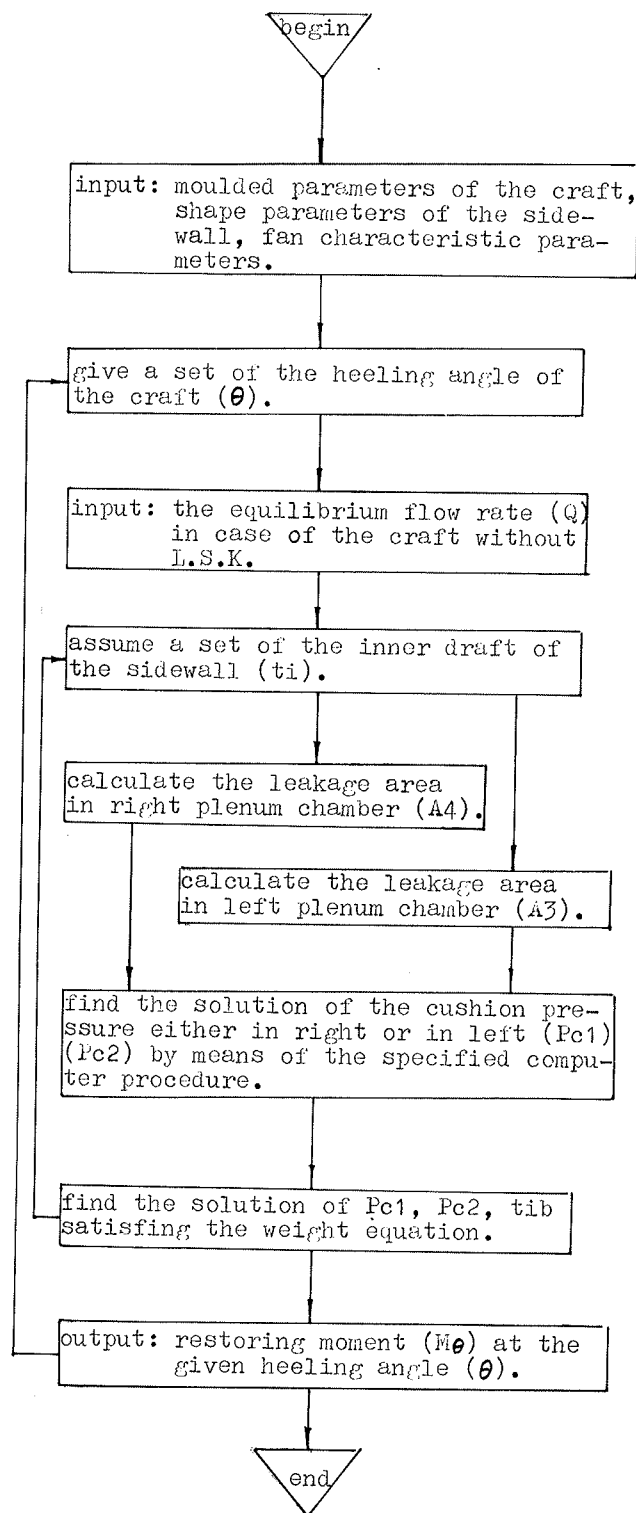 begin
input: moulded parameters of the craft,
shape parameters of the side-
wall, fan characteristic para-
meters.
give a set of the heeling angle of
the craft (θ).
input: the equilibrium flow rate (Q)
in case of the craft without
L.S.K.
assume a set of the inner draft of
the sidewall (ti).
calculate the leakage area
in right plenum chamber (A4).
calculate the leakage area
in left plenum chamber (A3).
find the solution of the cushion pre-
ssure either in right or in left (Pc1)
(Pc2) by means of the specified compu-
ter procedure.
find the solution of Pc1, Pc2, tib
satisfing the weight equation.
output: restoring moment (Mθ) at the
given heeling angle (θ).
end